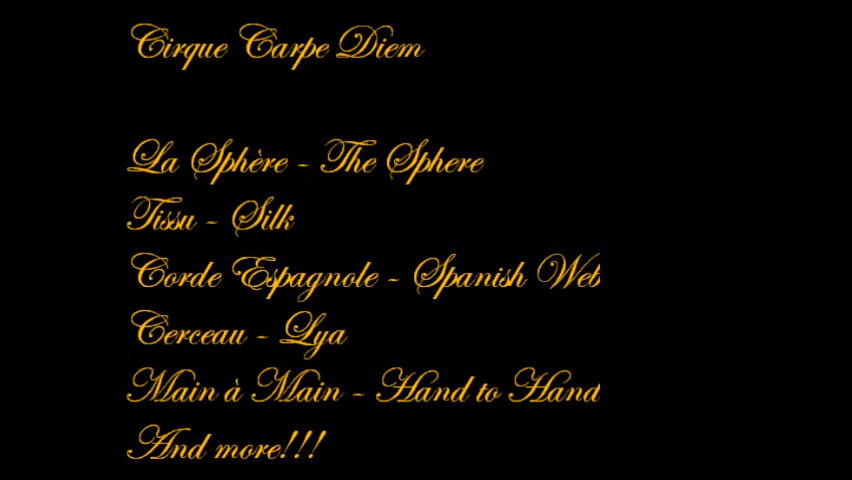 Cirque Carpe Diem
La Sphère - The Sphere
Tissu - Silk
Corde Espagnole - Spanish Web
Cerceau - Lya
Main à Main - Hand to Hand
And more!!!